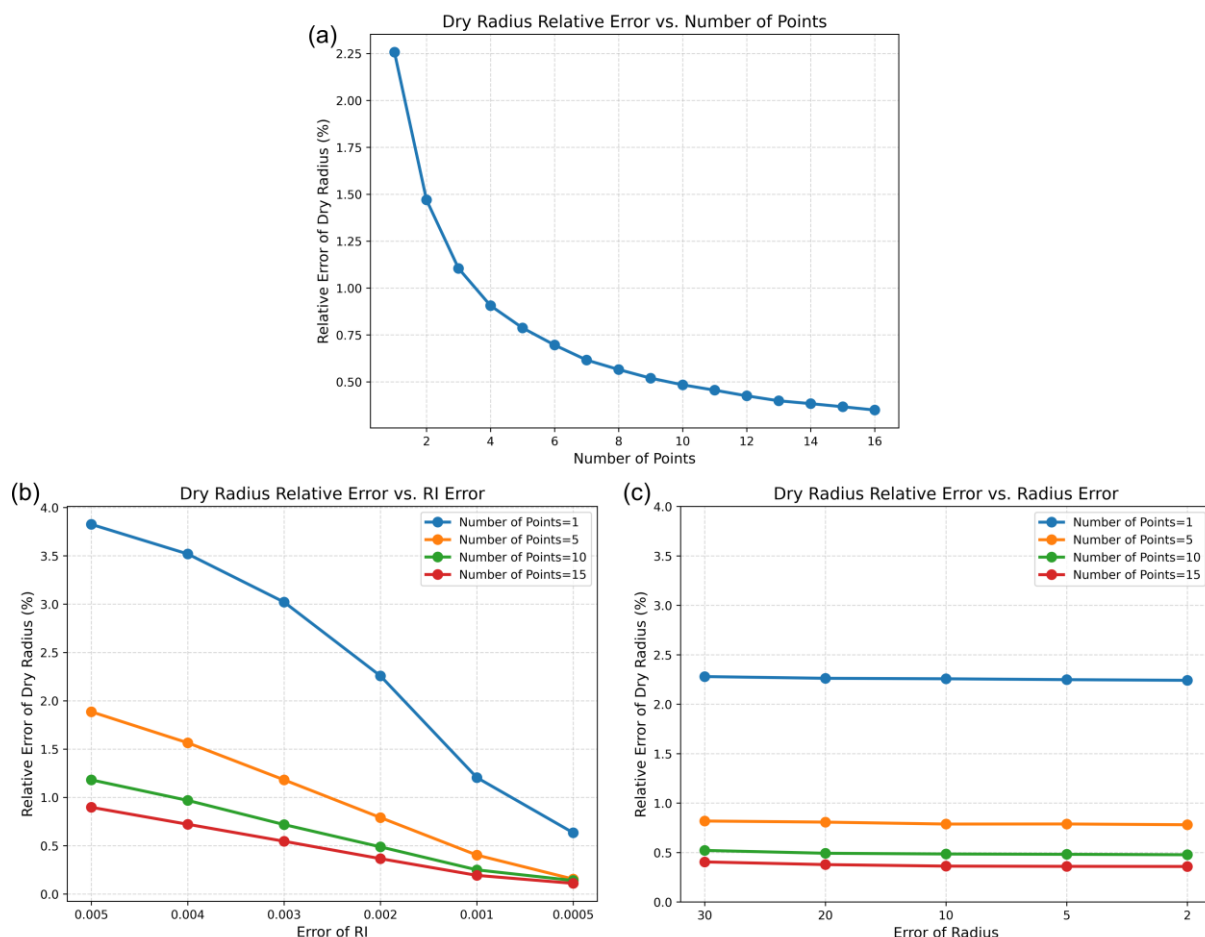 (a)
Dry Radius Relative Error vs. Number of Points
Relative Error of Dry Radius (%)
2.25
2.00
1.75
1.50
1.25
1.00
0.75
0.50
2 4 6 8 10 12 14 16
Number of Points
(b)
Dry Radius Relative Error vs. RI Error
Relative Error of Dry Radius (%)
4.0
3.5
3.0
2.5
2.0
1.5
1.0
0.5
0.0
Number of Points=1
Number of Points=5
Number of Points=10
Number of Points=15
0.005 0.004 0.003 0.002 0.001 0.0005
Error of RI
(c)
Dry Radius Relative Error vs. Radius Error
Relative Error of Dry Radius (%)
4.0
3.5
3.0
2.5
2.0
1.5
1.0
0.5
0.0
Number of Points=1
Number of Points=5
Number of Points=10
Number of Points=15
30 20 10 5 2
Error of Radius